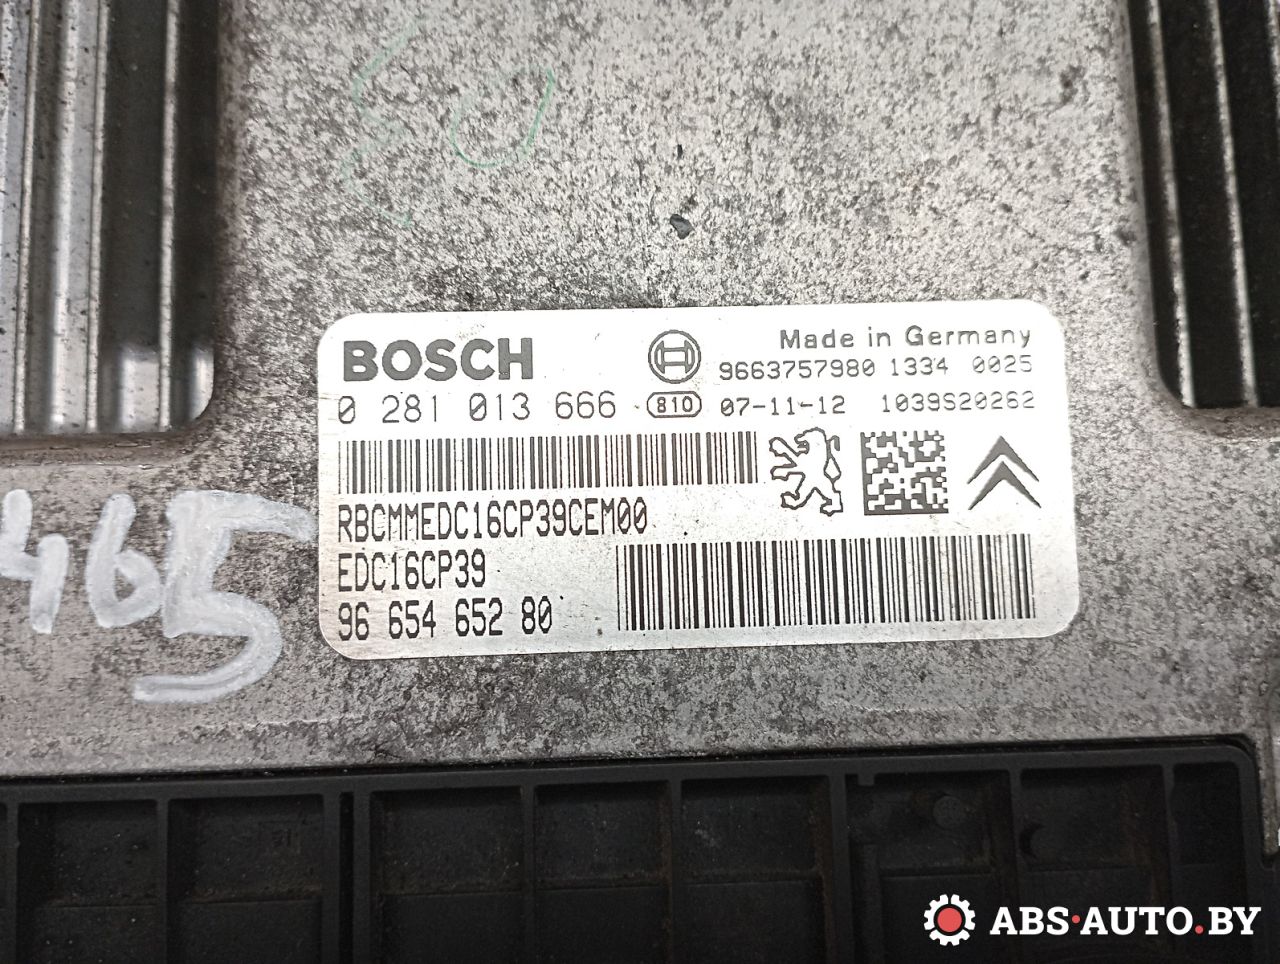 BOSCH
Made in Germany
9663757980 1334 0025
0 281 013 666 810 07-11-12 1039S20262
RBCMMEDC16CP39CEM00
EDC16CP39
96 654 652 80
465
ABS·AUTO.BY